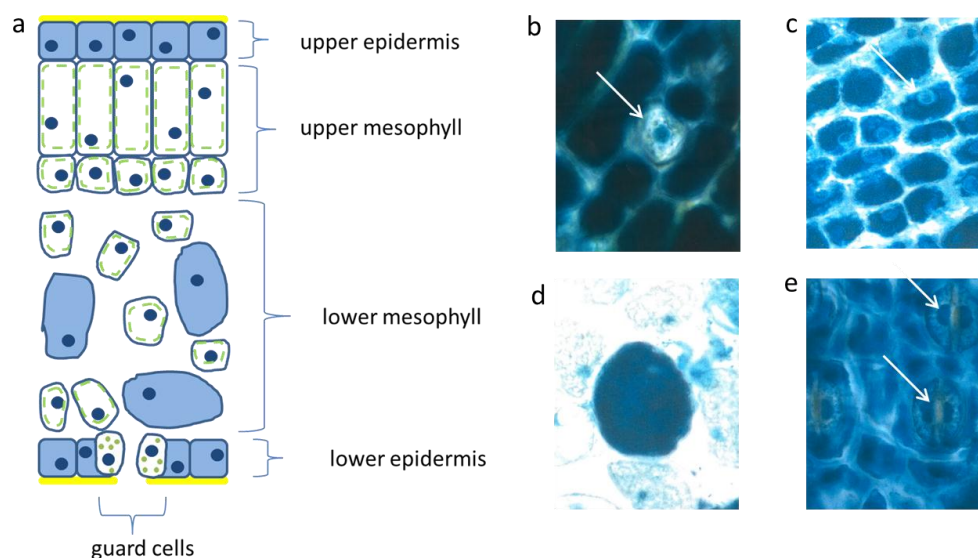 a
upper epidermis
upper mesophyll
lower mesophyll
lower epidermis
guard cells
b
c
d
e